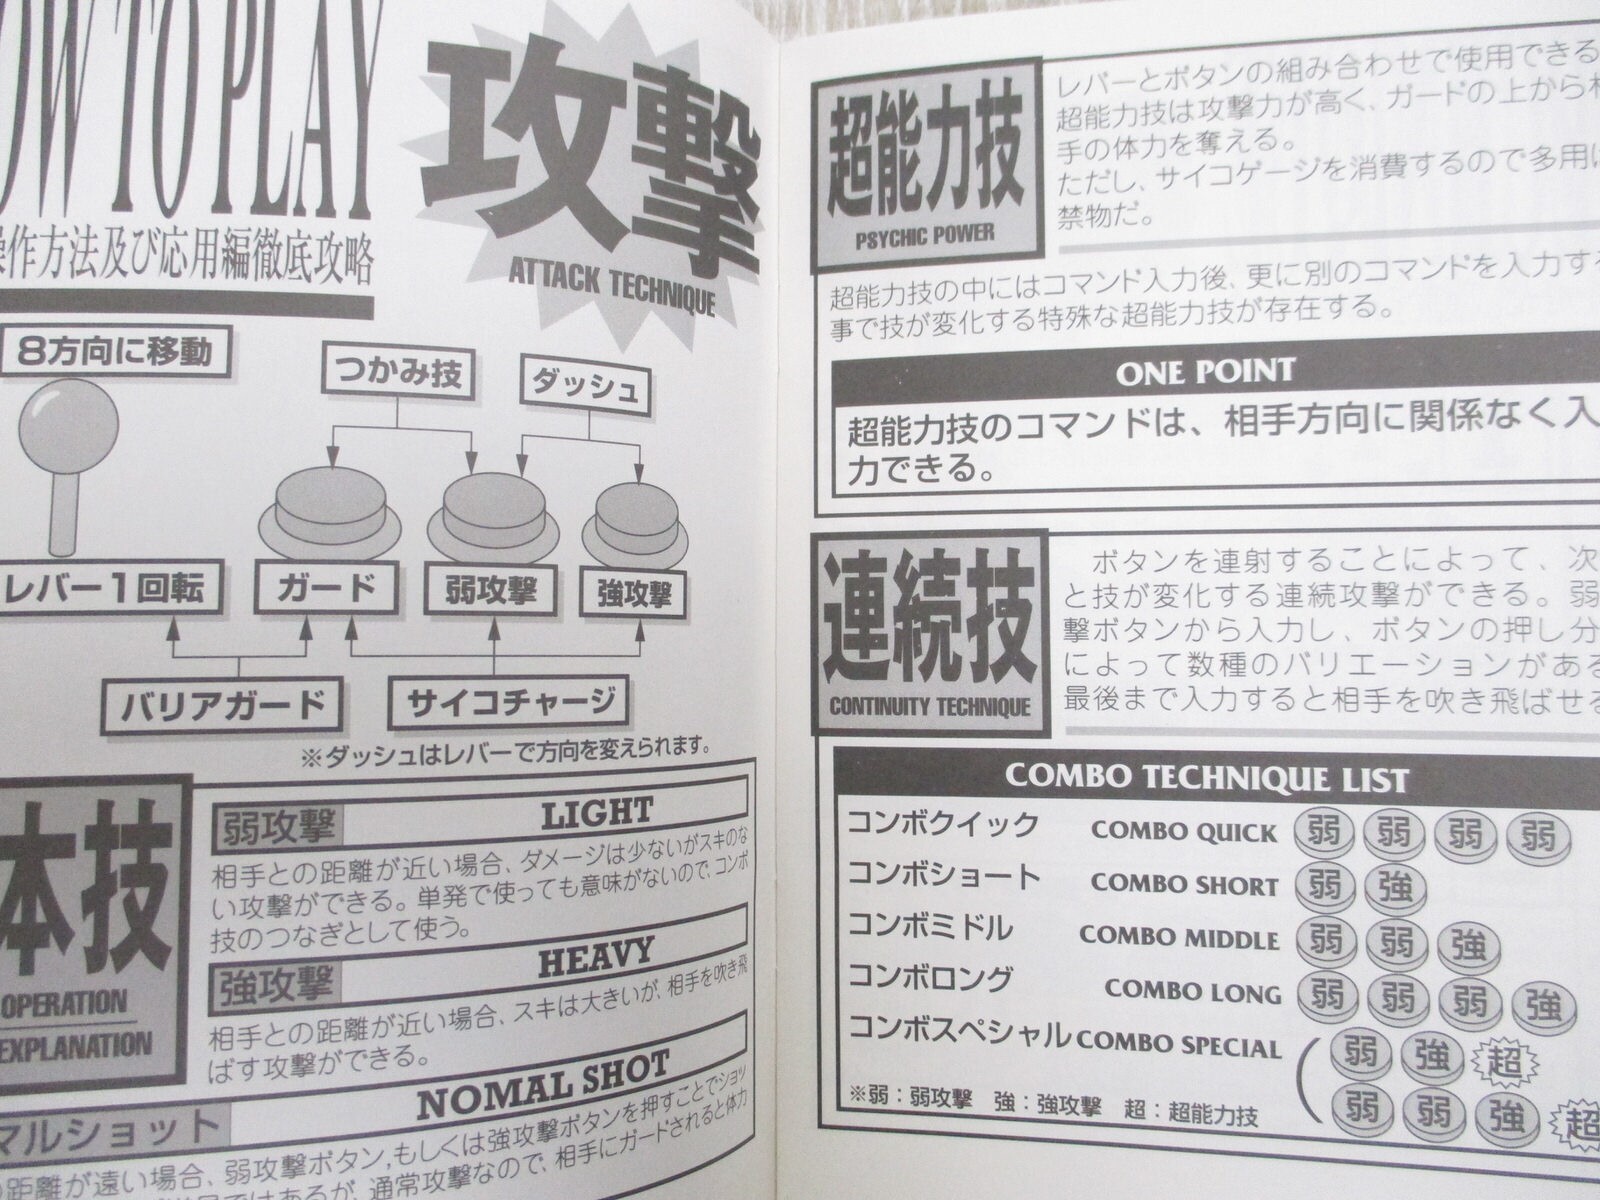 HOW TO PLAY
操作方法及び応用編徹底攻略
攻撃
ATTACK TECHNIQUE
8方向に移動
つかみ技
ダッシュ
レバー1回転
ガード
弱攻撃
強攻撃
バリアガード
サイコチャージ
※ダッシュはレバーで方向を変えられます。
本技
OPERATION
EXPLANATION
弱攻撃 LIGHT
相手との距離が近い場合、ダメージは少ないがスキのな
い攻撃ができる。単発で使っても意味がないので、コンボ
技のつなぎとして使う。
強攻撃 HEAVY
相手との距離が近い場合、スキは大きいが、相手を吹き飛
ばす攻撃ができる。
マルショット NOMAL SHOT
の距離が遠い場合、弱攻撃ボタン,もしくは強攻撃ボタンを押すことでショッ
ではあるが、通常攻撃なので、相手にガードされると体力
超能力技
PSYCHIC POWER
レバーとボタンの組み合わせで使用できる
超能力技は攻撃力が高く、ガードの上から相
手の体力を奪える。
ただし、サイコゲージを消費するので多用は
禁物だ。
超能力技の中にはコマンド入力後、更に別のコマンドを入力する
事で技が変化する特殊な超能力技が存在する。
ONE POINT
超能力技のコマンドは、相手方向に関係なく入
力できる。
連続技
CONTINUITY TECHNIQUE
ボタンを連射することによって、次
と技が変化する連続攻撃ができる。弱
撃ボタンから入力し、ボタンの押し分
によって数種のバリエーションがある
最後まで入力すると相手を吹き飛ばせる
COMBO TECHNIQUE LIST
コンボクイック COMBO QUICK 弱 弱 弱 弱
コンボショート COMBO SHORT 弱 強
コンボミドル COMBO MIDDLE 弱 弱 強
コンボロング COMBO LONG 弱 弱 弱 強
コンボスペシャル COMBO SPECIAL ( 弱 強 超
弱 弱 強 超
※弱：弱攻撃 強：強攻撃 超：超能力技